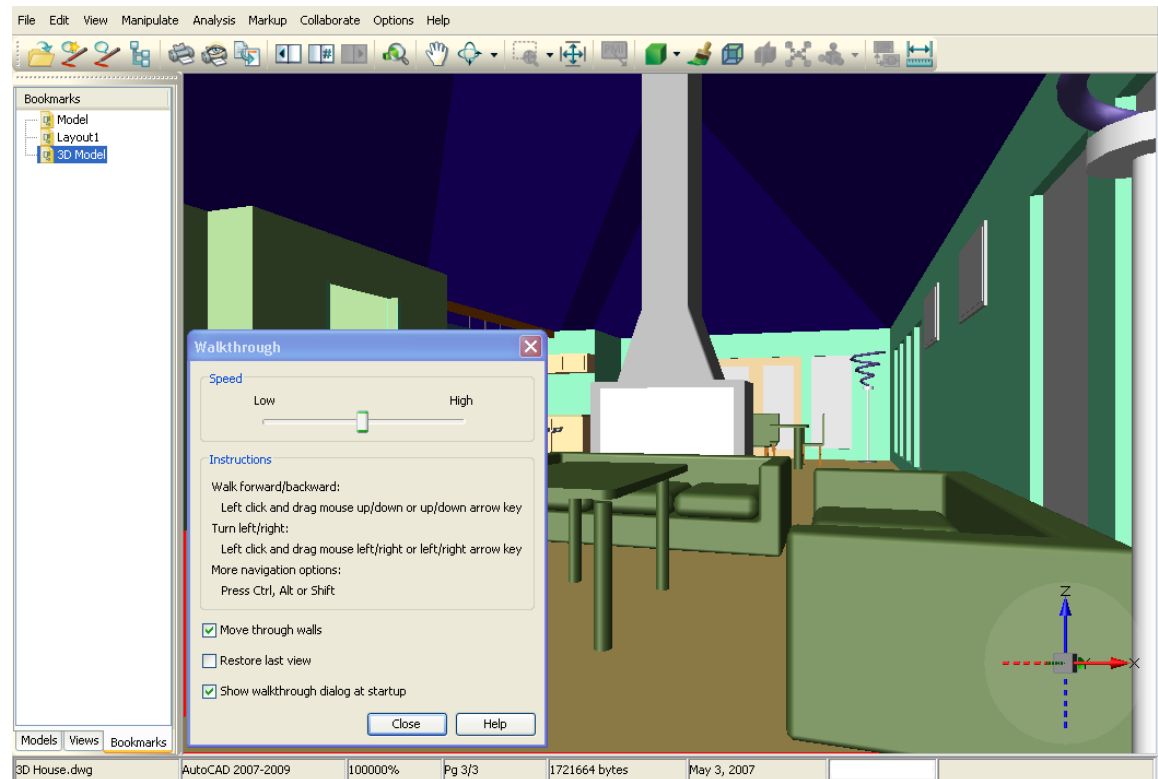 File Edit View Manipulate Analysis Markup Collaborate Options Help
#
PMI
Bookmarks
Model
Layout1
3D Model
Walkthrough
Speed
Low High
Instructions
Walk forward/backward:
Left click and drag mouse up/down or up/down arrow key
Turn left/right:
Left click and drag mouse left/right or left/right arrow key
More navigation options:
Press Ctrl, Alt or Shift
Move through walls
Restore last view
Show walkthrough dialog at startup
Close Help
Z
Y X
Models Views Bookmarks
3D House.dwg AutoCAD 2007-2009 100000% Pg 3/3 1721664 bytes May 3, 2007